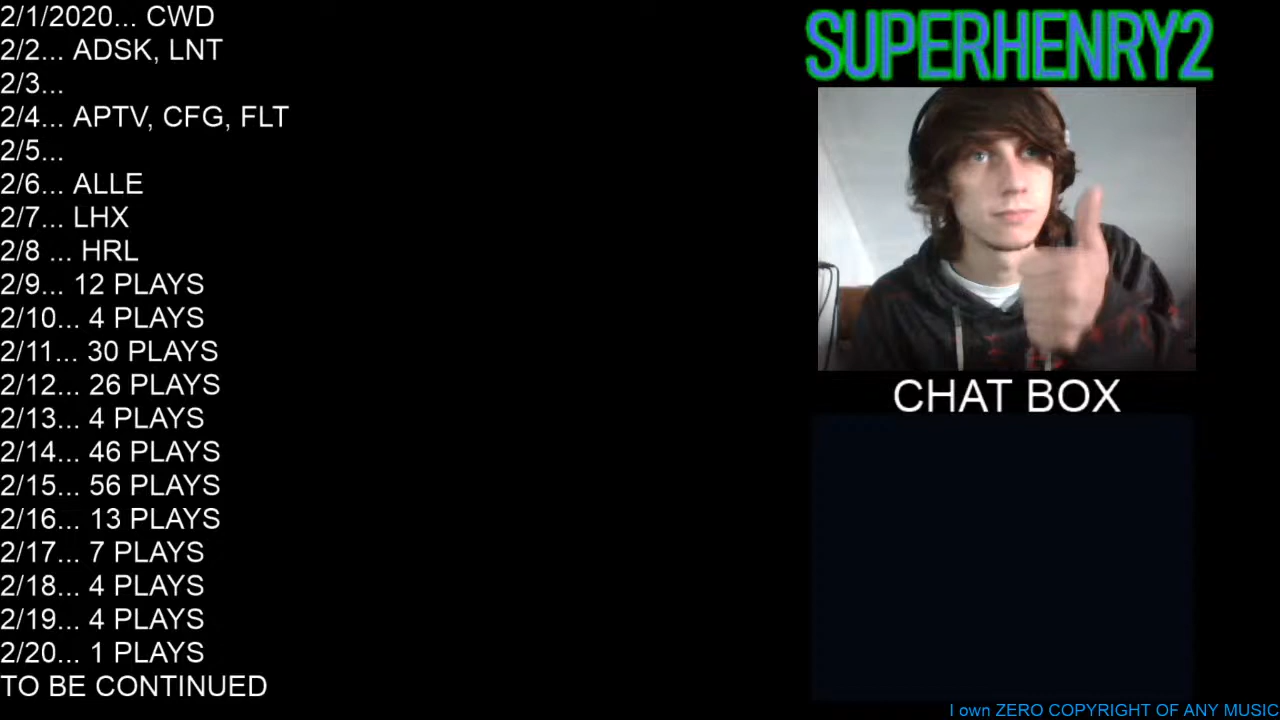 2/1/2020... CWD
2/2... ADSK, LNT
2/3...
2/4... APTV, CFG, FLT
2/5...
2/6... ALLE
2/7... LHX
2/8 ... HRL
2/9... 12 PLAYS
2/10... 4 PLAYS
2/11... 30 PLAYS
2/12... 26 PLAYS
2/13... 4 PLAYS
2/14... 46 PLAYS
2/15... 56 PLAYS
2/16... 13 PLAYS
2/17... 7 PLAYS
2/18... 4 PLAYS
2/19... 4 PLAYS
2/20... 1 PLAYS
TO BE CONTINUED
SUPERHENRY2
CHAT BOX
I own ZERO COPYRIGHT OF ANY MUSIC